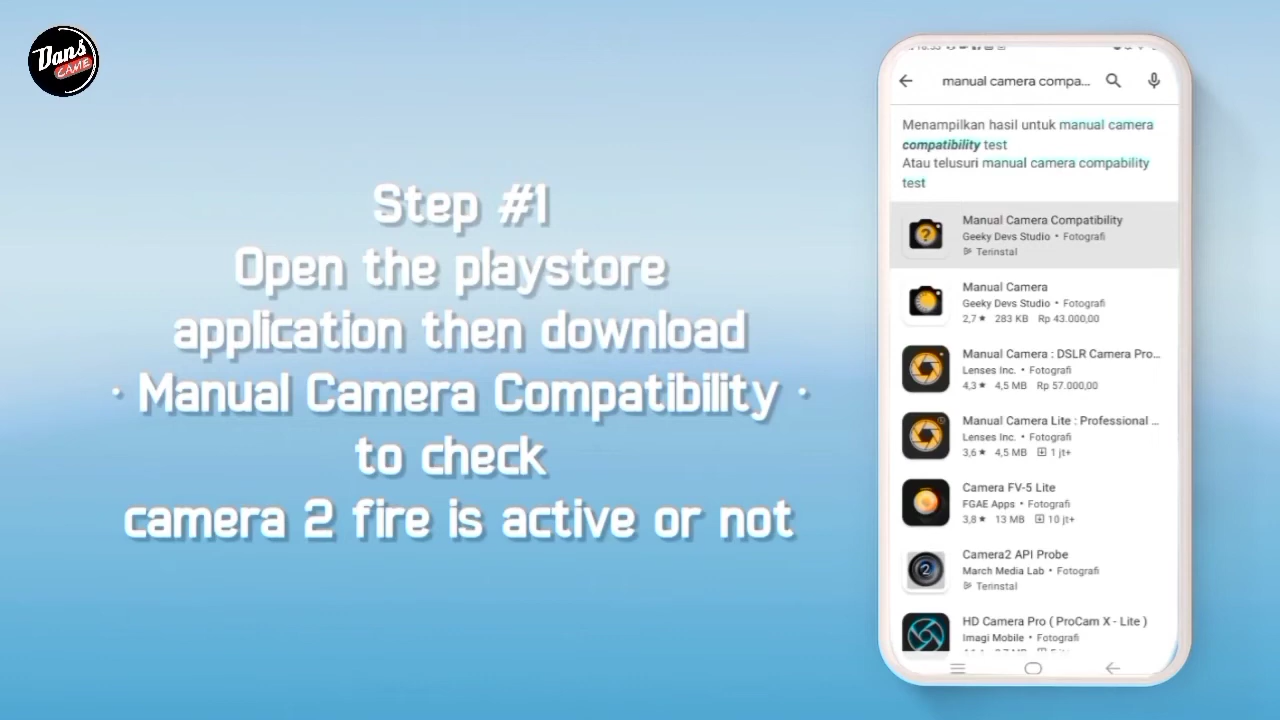 Dans
GAME
Step #1
Open the playstore
application then download
· Manual Camera Compatibility ·
to check
camera 2 fire is active or not
manual camera compa...
Menampilkan hasil untuk manual camera
compatibility test
Atau telusuri manual camera compability
test
Manual Camera Compatibility
Geeky Devs Studio • Fotografi
Terinstal
Manual Camera
Geeky Devs Studio • Fotografi
2,7★ 283 KB Rp 43.000,00
Manual Camera : DSLR Camera Pro...
Lenses Inc. • Fotografi
4,3★ 4,5 MB Rp 57.000,00
Manual Camera Lite : Professional ...
Lenses Inc. • Fotografi
3,6★ 4,5 MB 1 jt+
Camera FV-5 Lite
FGAE Apps • Fotografi
3,8★ 13 MB 10 jt+
Camera2 API Probe
March Media Lab • Fotografi
Terinstal
HD Camera Pro ( ProCam X - Lite )
Imagi Mobile • Fotografi